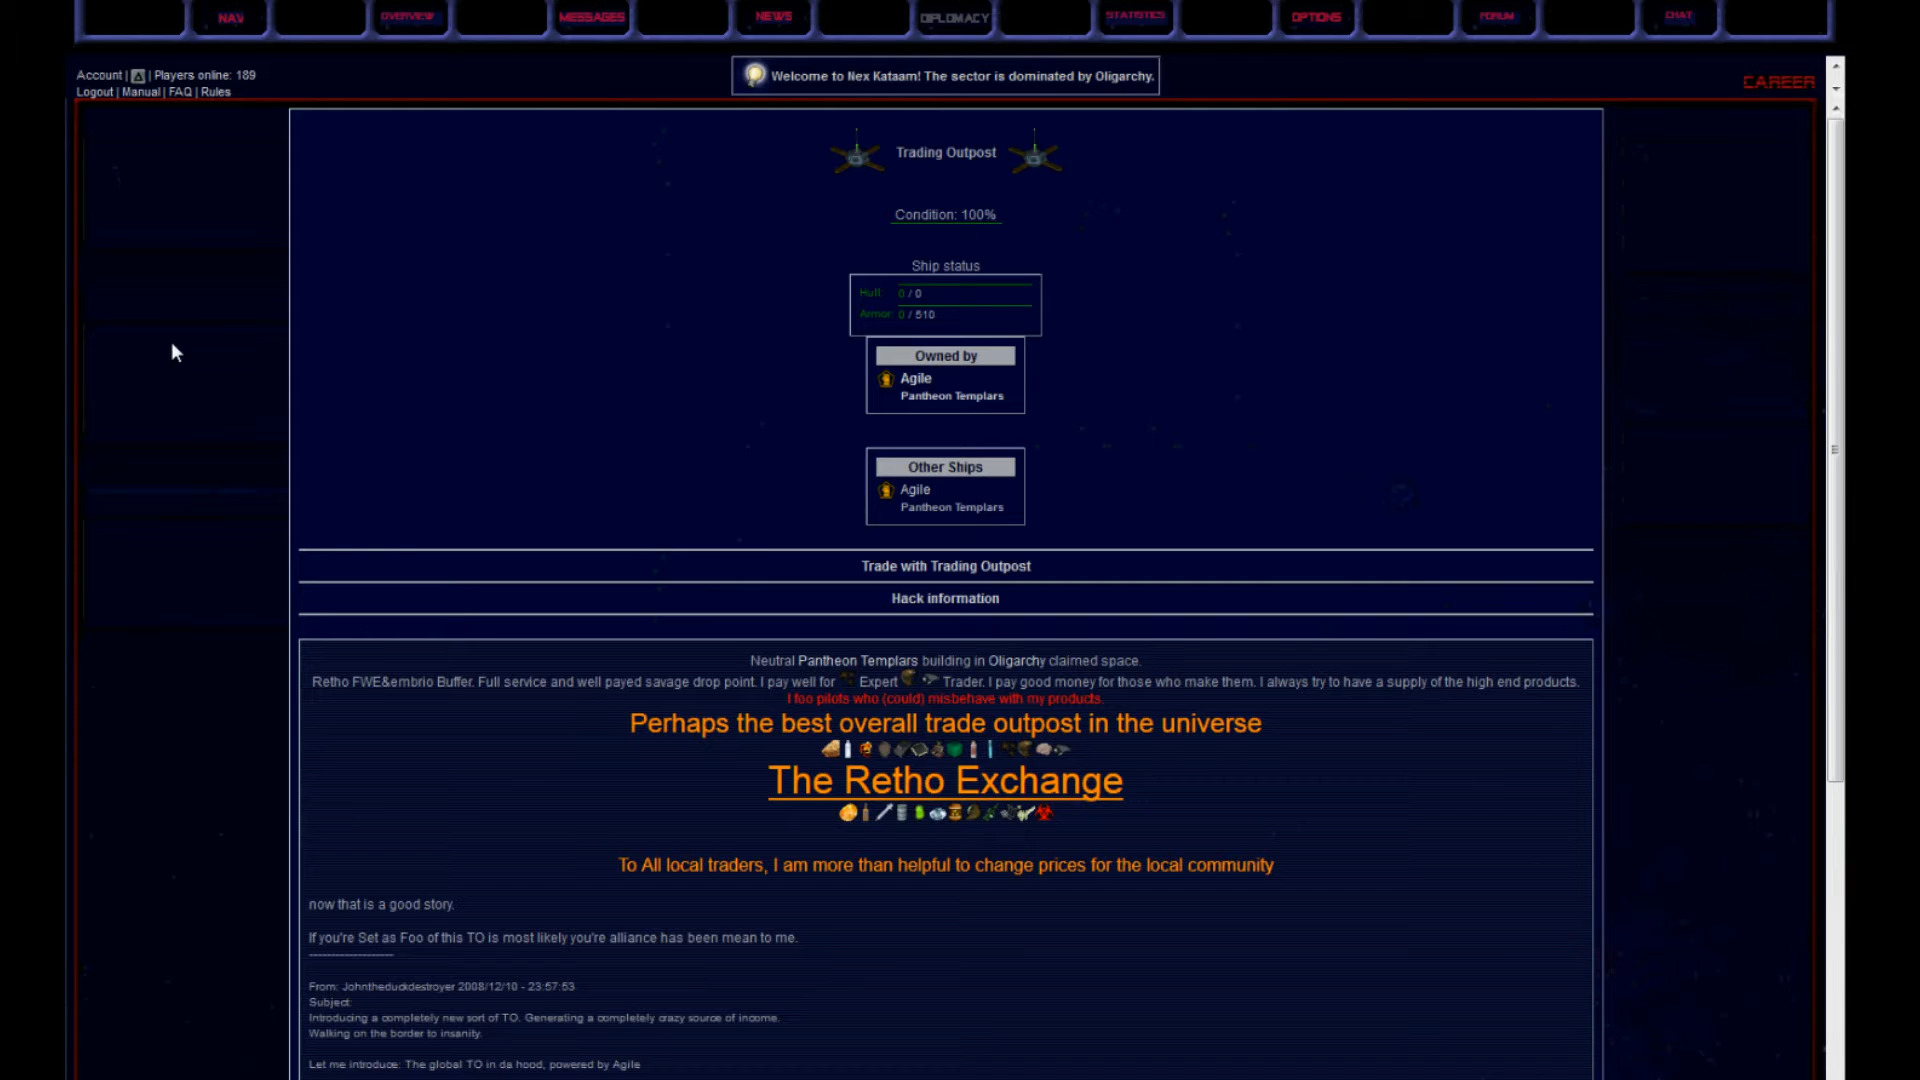 NAV OVERVIEW MESSAGES NEWS DIPLOMACY STATISTICS OPTIONS FORUM CHAT
Account | | Players online: 189
Logout | Manual | FAQ | Rules
Welcome to Nex Kataam! The sector is dominated by Oligarchy.
CAREER
Trading Outpost
Condition: 100%
Ship status
Hull: 0 / 0
Armor: 0 / 510
Owned by
Agile
Pantheon Templars
Other Ships
Agile
Pantheon Templars
Trade with Trading Outpost
Hack information
Neutral Pantheon Templars building in Oligarchy claimed space.
Retho FWE&embrio Buffer. Full service and well payed savage drop point. I pay well for Expert Trader. I pay good money for those who make them. I always try to have a supply of the high end products.
I foo pilots who (could) misbehave with my products.
Perhaps the best overall trade outpost in the universe
The Retho Exchange
To All local traders, I am more than helpful to change prices for the local community
now that is a good story.
If you're Set as Foo of this TO is most likely you're alliance has been mean to me.
--------------------
From: Johntheduckdestroyer 2008/12/10 - 23:57:53
Subject:
Introducing a completely new sort of TO. Generating a completely crazy source of income.
Walking on the border to insanity.
Let me introduce: The global TO in da hood, powered by Agile